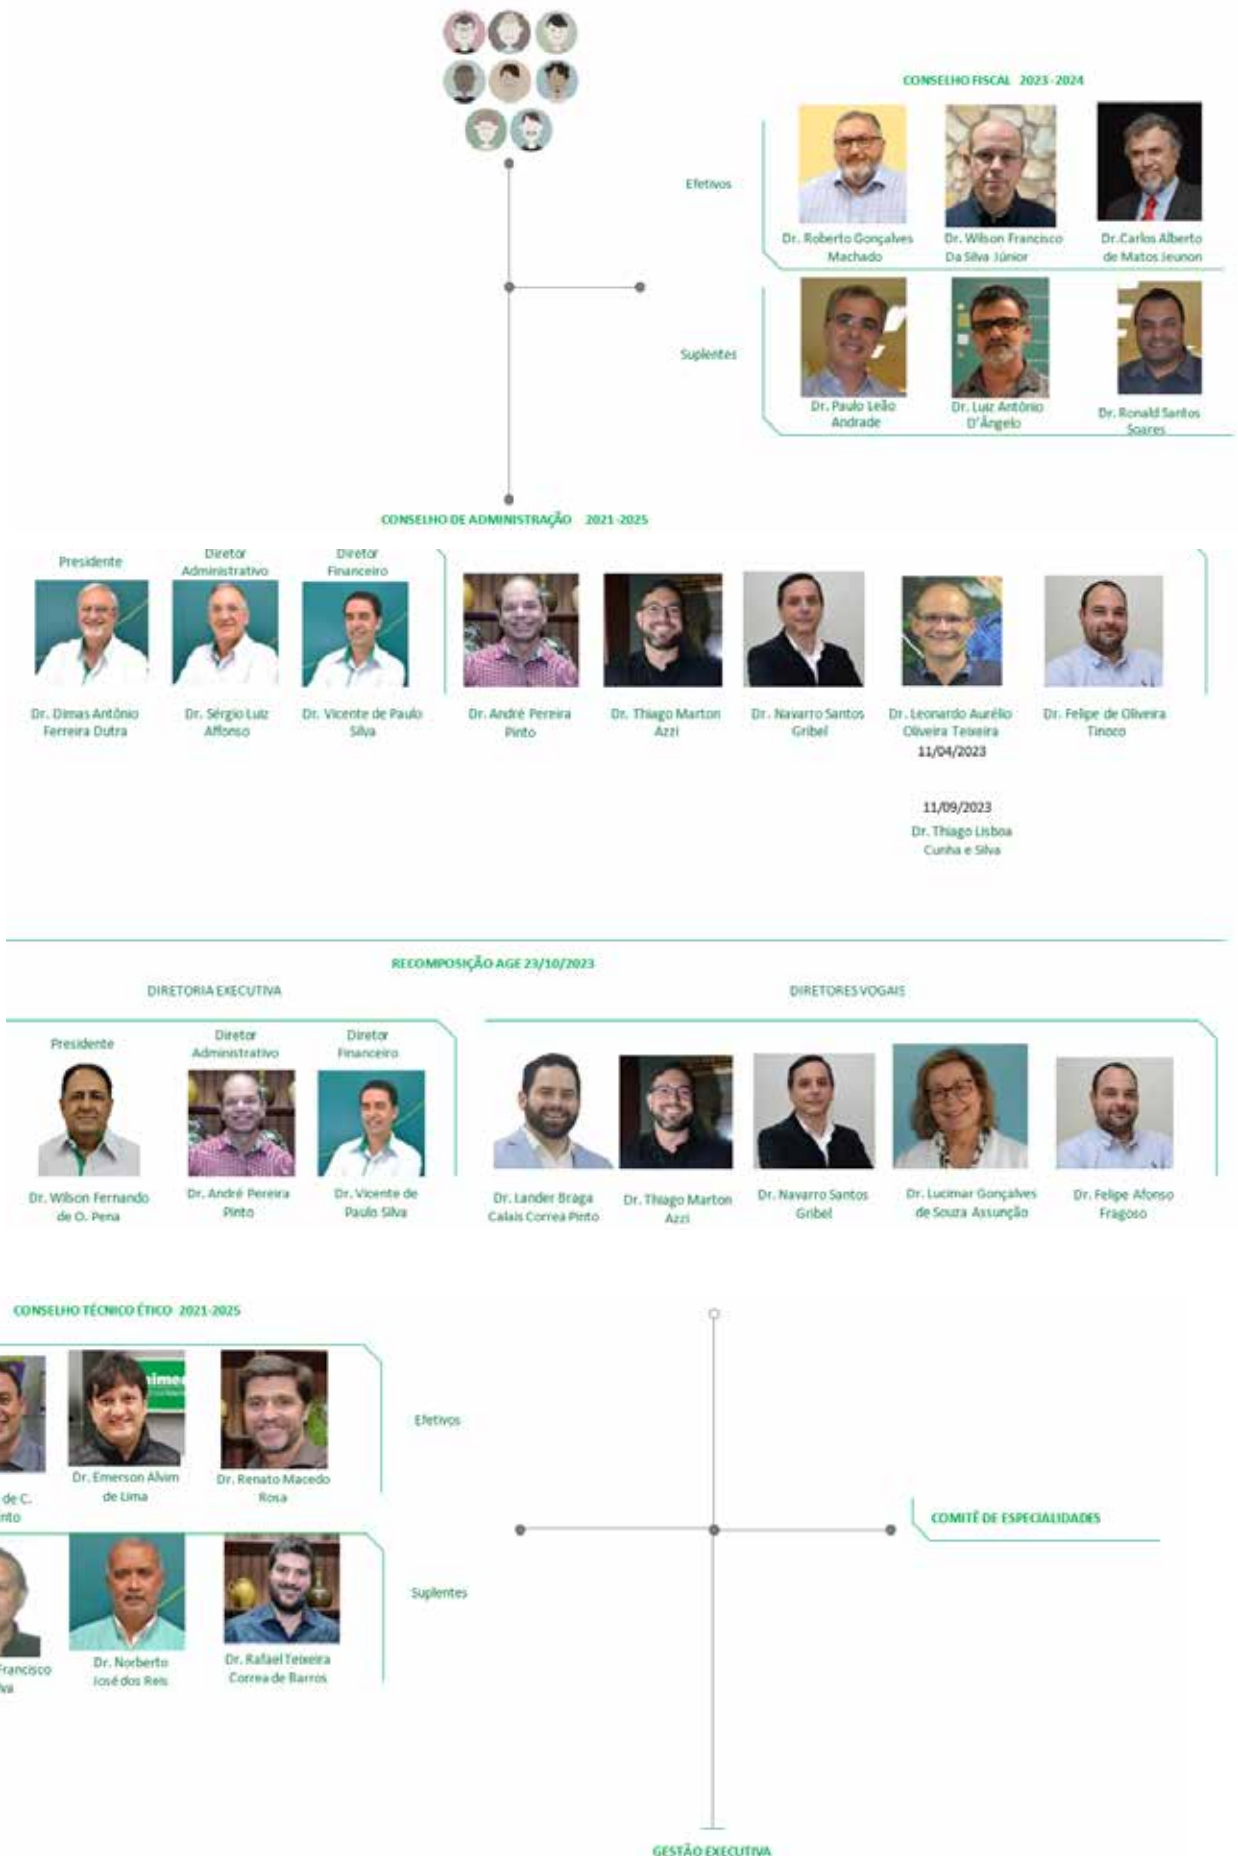 CONSELHO FISCAL 2023-2024
Efetivos
Dr. Roberto Gonçalves
Machado
Dr. Wilson Francisco
Da Silva Júnior
Dr.Carlos Alberto
de Matos Jeunon
Suplentes
Dr. Paulo Leão
Andrade
Dr. Luiz Antônio
D'Ângelo
Dr. Ronald Santos
Soares
CONSELHO DE ADMINISTRAÇÃO 2021-2025
Presidente
Diretor
Administrativo
Diretor
Financeiro
Dr. Dimas Antônio
Ferreira Dutra
Dr. Sérgio Luiz
Affonso
Dr. Vicente de Paulo
Silva
Dr. André Pereira
Pinto
Dr. Thiago Marton
Azzi
Dr. Navarro Santos
Gribel
Dr. Leonardo Aurélio
Oliveira Teixeira
11/04/2023
Dr. Felipe de Oliveira
Tinoco
11/09/2023
Dr. Thiago Lisboa
Cunha e Silva
RECOMPOSIÇÃO AGE 23/10/2023
DIRETORIA EXECUTIVA
DIRETORES VOGAIS
Presidente
Diretor
Administrativo
Diretor
Financeiro
Dr. Wilson Fernando
de O. Pena
Dr. André Pereira
Pinto
Dr. Vicente de
Paulo Silva
Dr. Lander Braga
Calais Correa Pinto
Dr. Thiago Marton
Azzi
Dr. Navarro Santos
Gribel
Dr. Lucimar Gonçalves
de Souza Assunção
Dr. Felipe Afonso
Fragoso
CONSELHO TÉCNICO ÉTICO 2021-2025
nimed
Efetivos
de C.
nto
Dr. Emerson Alvim
de Lima
Dr. Renato Macedo
Rosa
COMITÊ DE ESPECIALIDADES
Suplentes
Francisco
lva
Dr. Norberto
José dos Reis
Dr. Rafael Teixeira
Correa de Barros
GESTÃO EXECUTIVA